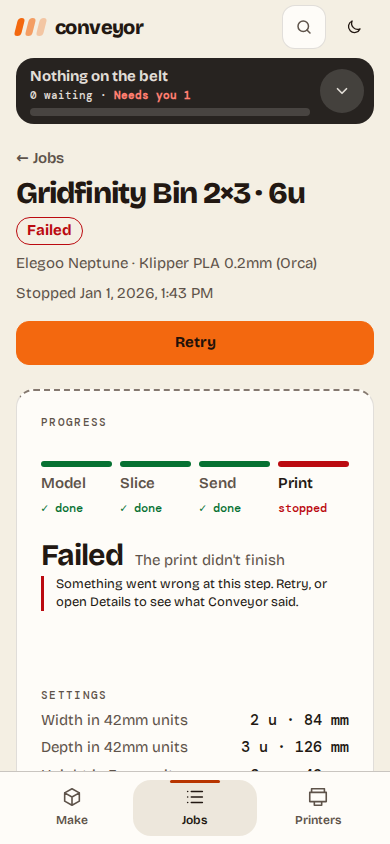 conveyor
Nothing on the belt
0 waiting · Needs you 1
← Jobs
Gridfinity Bin 2×3 · 6u
Failed
Elegoo Neptune · Klipper PLA 0.2mm (Orca)
Stopped Jan 1, 2026, 1:43 PM
Retry
PROGRESS
Model Slice Send Print
✓ done ✓ done ✓ done stopped
Failed The print didn't finish
Something went wrong at this step. Retry, or
open Details to see what Conveyor said.
SETTINGS
Width in 42mm units 2 u · 84 mm
Depth in 42mm units 3 u · 126 mm
Make Jobs Printers